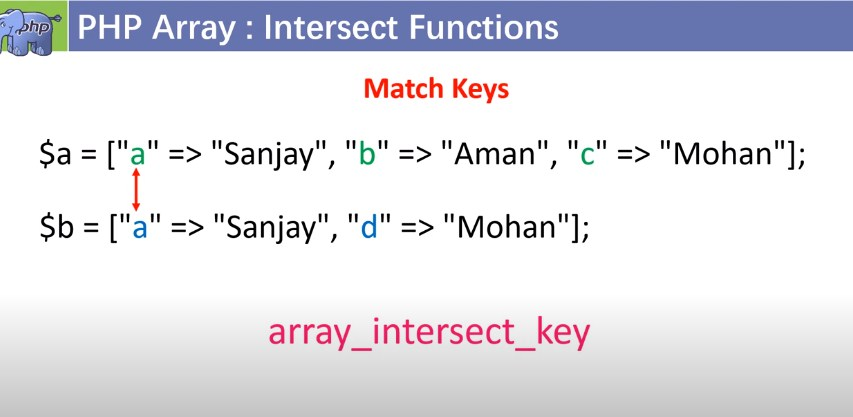 php
PHP Array : Intersect Functions
Match Keys
$a = ["a" => "Sanjay", "b" => "Aman", "c" => "Mohan"];
$b = ["a" => "Sanjay", "d" => "Mohan"];
array_intersect_key